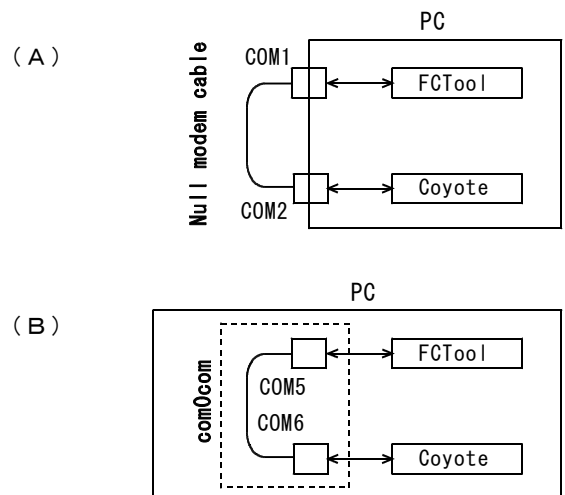 PC
(A)
COM1
FCTool
Null modem cable
Coyote
COM2
PC
(B)
FCTool
com0com
COM5
COM6
Coyote